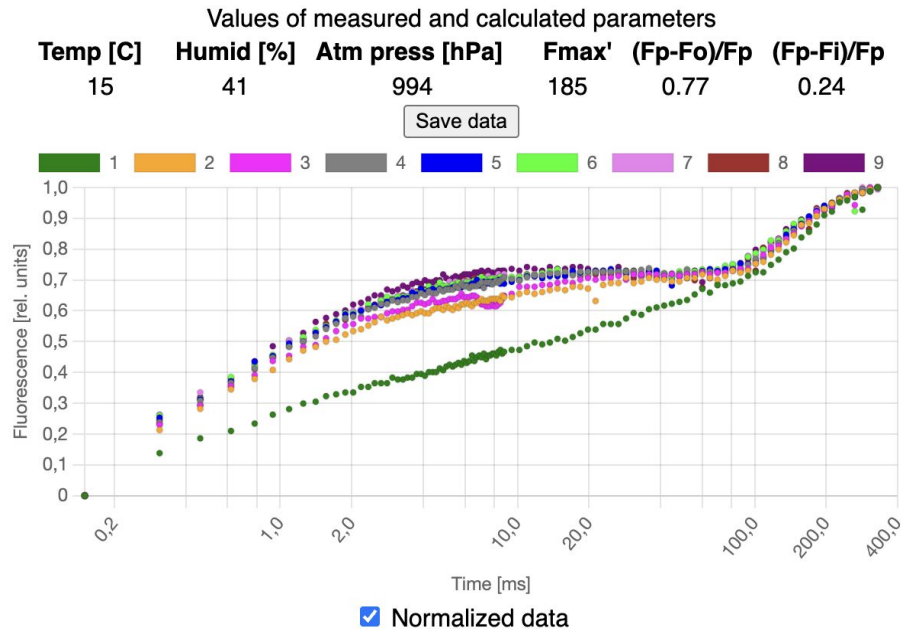 Values of measured and calculated parameters
Temp [C] Humid [%] Atm press [hPa] Fmax' (Fp-Fo)/Fp (Fp-Fi)/Fp
15 41 994 185 0.77 0.24
Save data
1 2 3 4 5 6 7 8 9
1,0
0,9
0,8
0,7
0,6
0,5
0,4
0,3
0,2
0,1
0
Fluorescence [rel. units]
0,2 1,0 2,0 10,0 20,0 100,0 200,0 400,0
Time [ms]
Normalized data